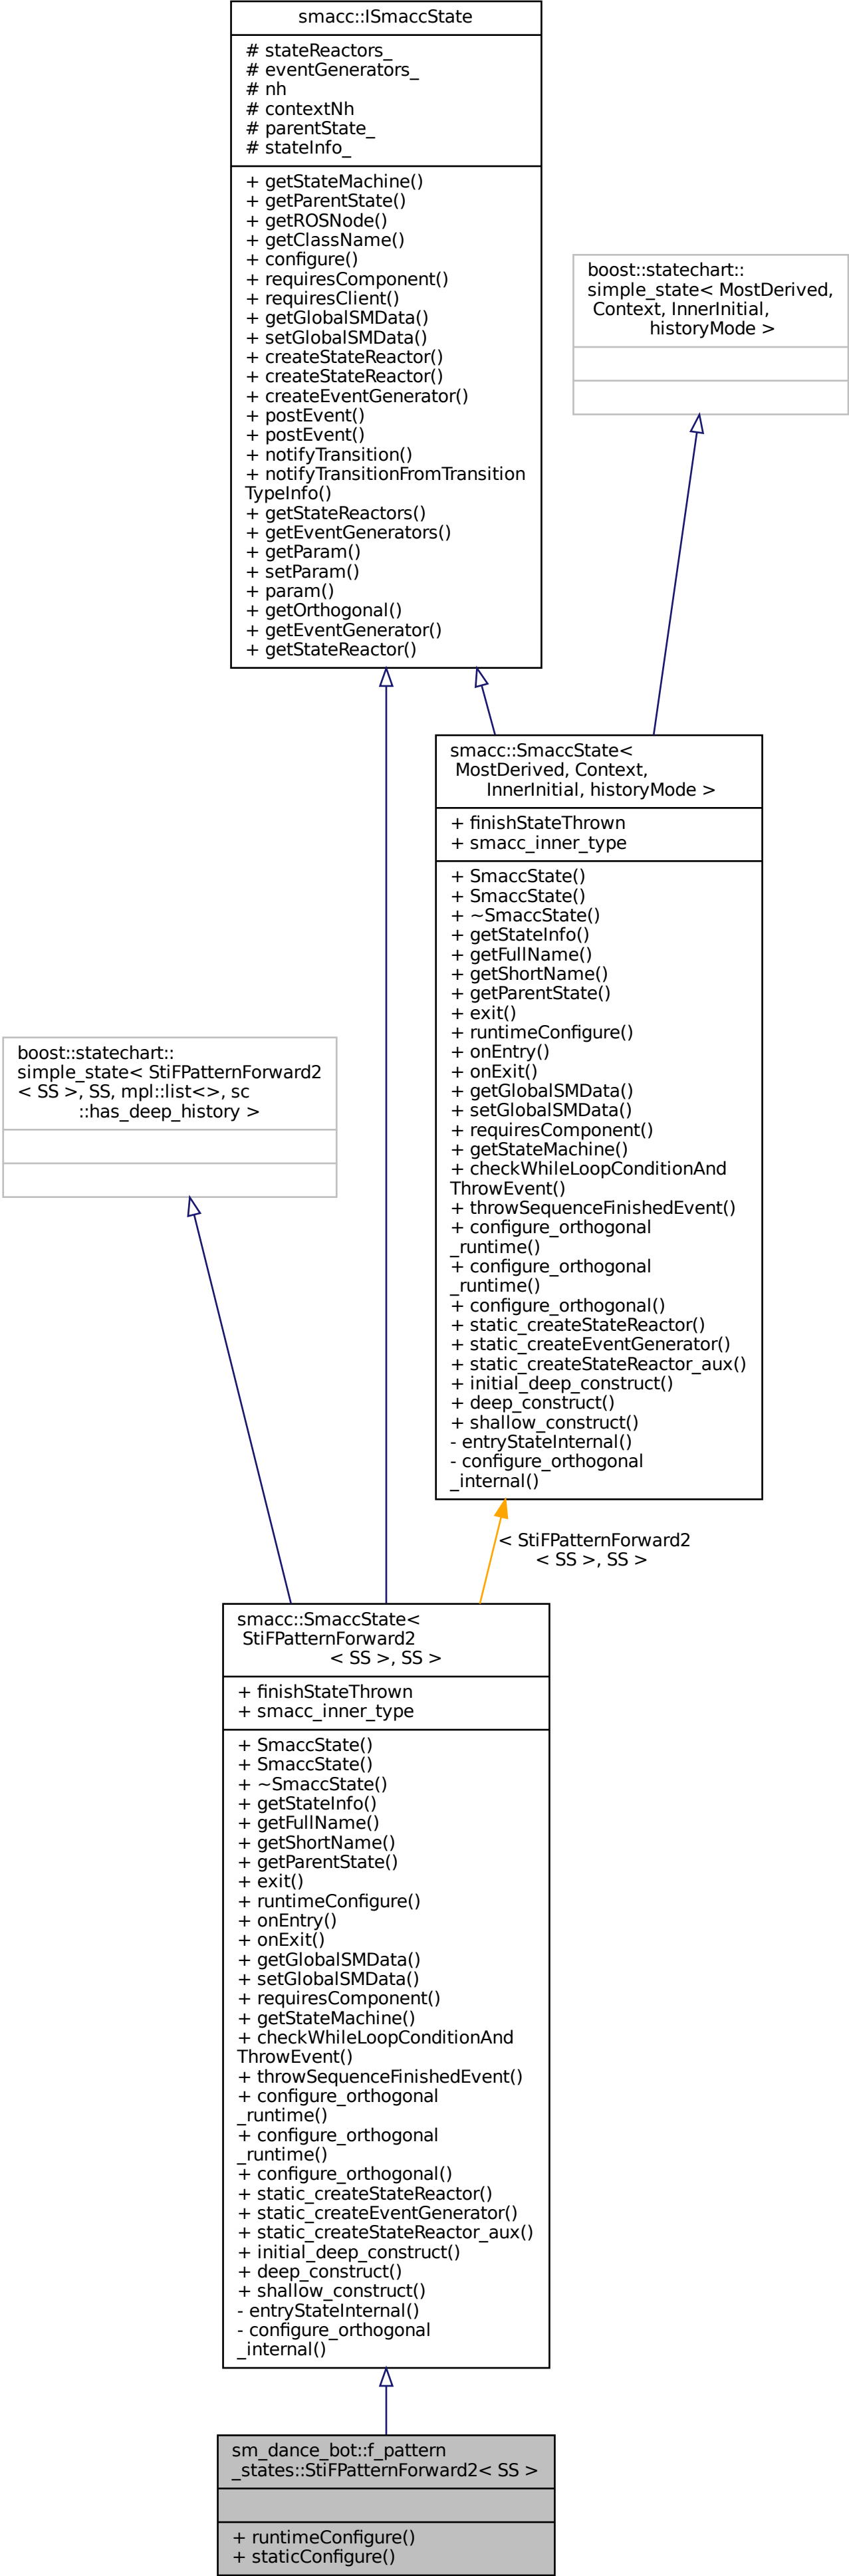 smacc::ISmaccState
# stateReactors_
# eventGenerators_
# nh
# contextNh
# parentState_
# stateInfo_
+ getStateMachine()
+ getParentState()
+ getROSNode()
+ getClassName()
+ configure()
+ requiresComponent()
+ requiresClient()
+ getGlobalSMData()
+ setGlobalSMData()
+ createStateReactor()
+ createStateReactor()
+ createEventGenerator()
+ postEvent()
+ postEvent()
+ notifyTransition()
+ notifyTransitionFromTransition
TypeInfo()
+ getStateReactors()
+ getEventGenerators()
+ getParam()
+ setParam()
+ param()
+ getOrthogonal()
+ getEventGenerator()
+ getStateReactor()
boost::statechart::
simple_state< MostDerived,
Context, InnerInitial,
historyMode >
smacc::SmaccState<
MostDerived, Context,
InnerInitial, historyMode >
+ finishStateThrown
+ smacc_inner_type
+ SmaccState()
+ SmaccState()
+ ~SmaccState()
+ getStateInfo()
+ getFullName()
+ getShortName()
+ getParentState()
+ exit()
+ runtimeConfigure()
+ onEntry()
+ onExit()
+ getGlobalSMData()
+ setGlobalSMData()
+ requiresComponent()
+ getStateMachine()
+ checkWhileLoopConditionAnd
ThrowEvent()
+ throwSequenceFinishedEvent()
+ configure_orthogonal
_runtime()
+ configure_orthogonal
_runtime()
+ configure_orthogonal()
+ static_createStateReactor()
+ static_createEventGenerator()
+ static_createStateReactor_aux()
+ initial_deep_construct()
+ deep_construct()
+ shallow_construct()
- entryStateInternal()
- configure_orthogonal
_internal()
boost::statechart::
simple_state< StiFPatternForward2
< SS >, SS, mpl::list<>, sc
::has_deep_history >
< StiFPatternForward2
< SS >, SS >
smacc::SmaccState<
StiFPatternForward2
< SS >, SS >
+ finishStateThrown
+ smacc_inner_type
+ SmaccState()
+ SmaccState()
+ ~SmaccState()
+ getStateInfo()
+ getFullName()
+ getShortName()
+ getParentState()
+ exit()
+ runtimeConfigure()
+ onEntry()
+ onExit()
+ getGlobalSMData()
+ setGlobalSMData()
+ requiresComponent()
+ getStateMachine()
+ checkWhileLoopConditionAnd
ThrowEvent()
+ throwSequenceFinishedEvent()
+ configure_orthogonal
_runtime()
+ configure_orthogonal
_runtime()
+ configure_orthogonal()
+ static_createStateReactor()
+ static_createEventGenerator()
+ static_createStateReactor_aux()
+ initial_deep_construct()
+ deep_construct()
+ shallow_construct()
- entryStateInternal()
- configure_orthogonal
_internal()
sm_dance_bot::f_pattern
_states::StiFPatternForward2< SS >
+ runtimeConfigure()
+ staticConfigure()